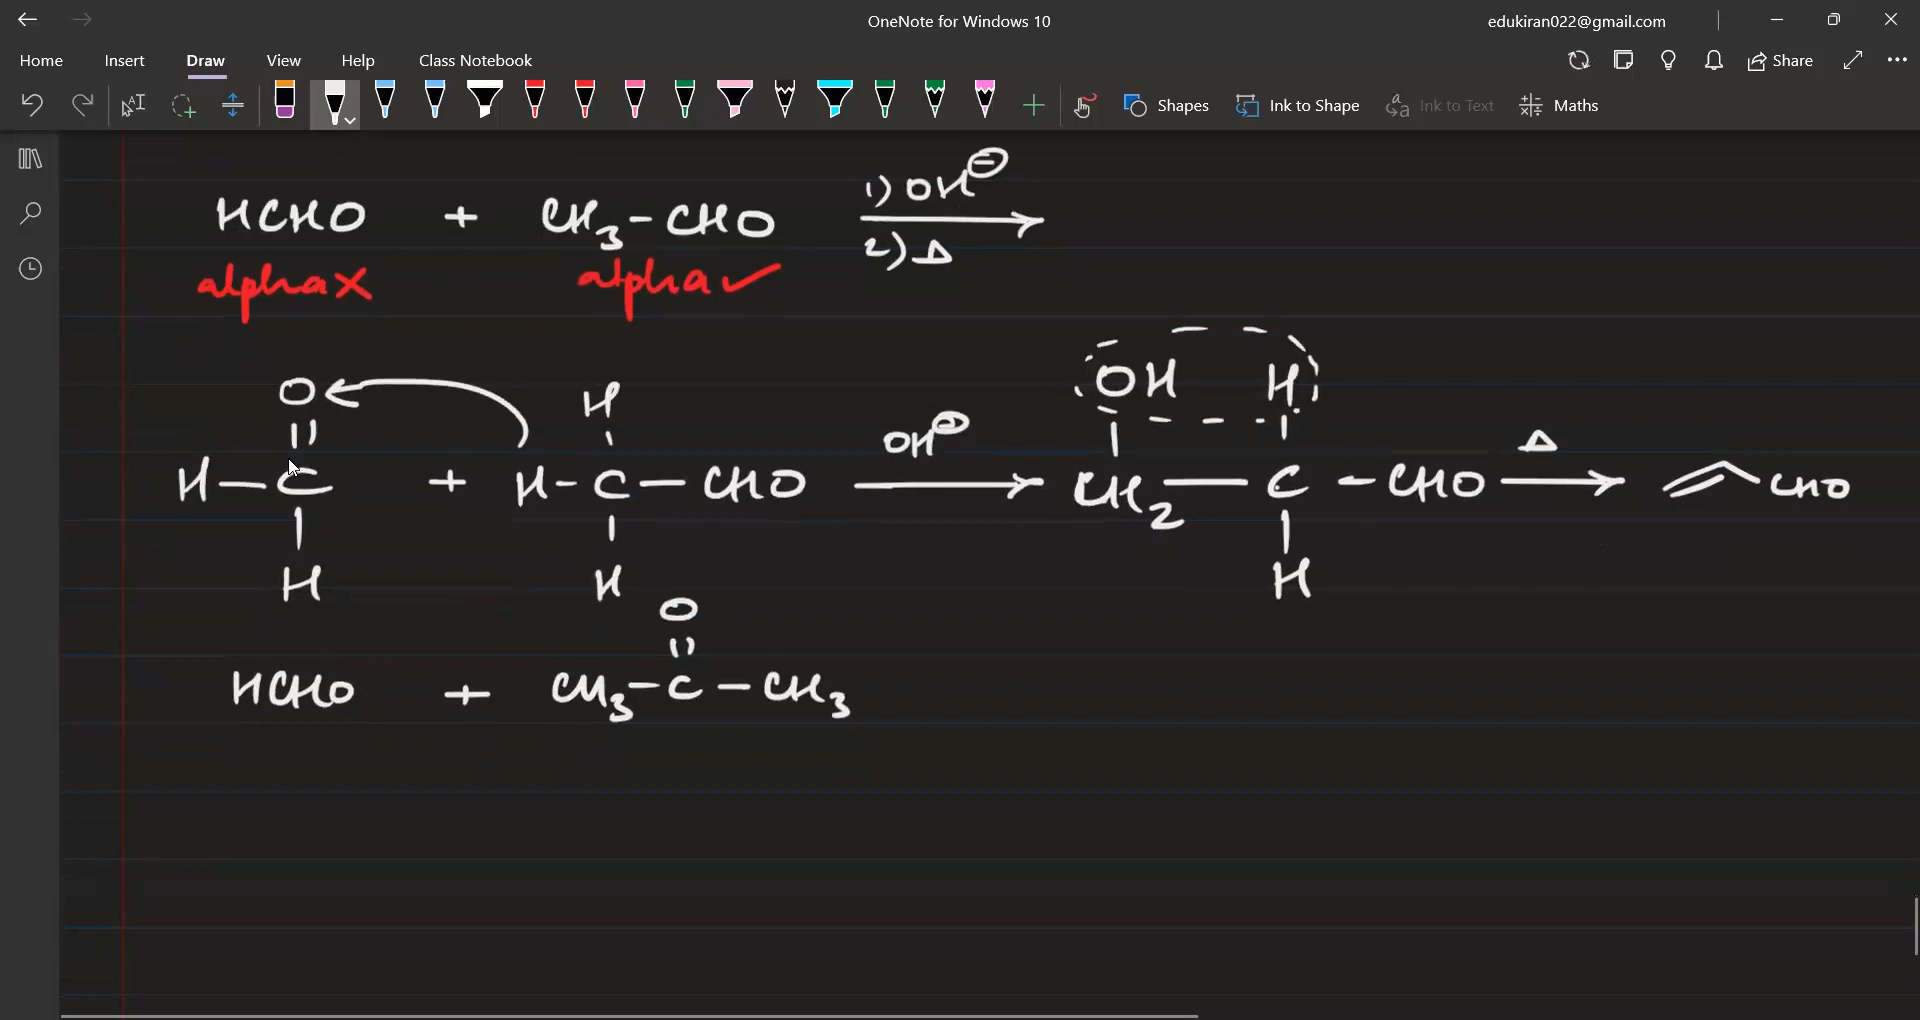 OneNote for Windows 10
edukiran022@gmail.com
Home Insert Draw View Help Class Notebook Share
Shapes Ink to Shape Ink to Text Maths
HCHO + CH3-CHO 1) OH⊖ 2) Δ →
alpha✗ alpha✓
OH H
O H OH⊖ Δ
H-C + H-C-CHO → CH2-C-CHO → CHO
H H H
O
HCHO + CH3-C-CH3